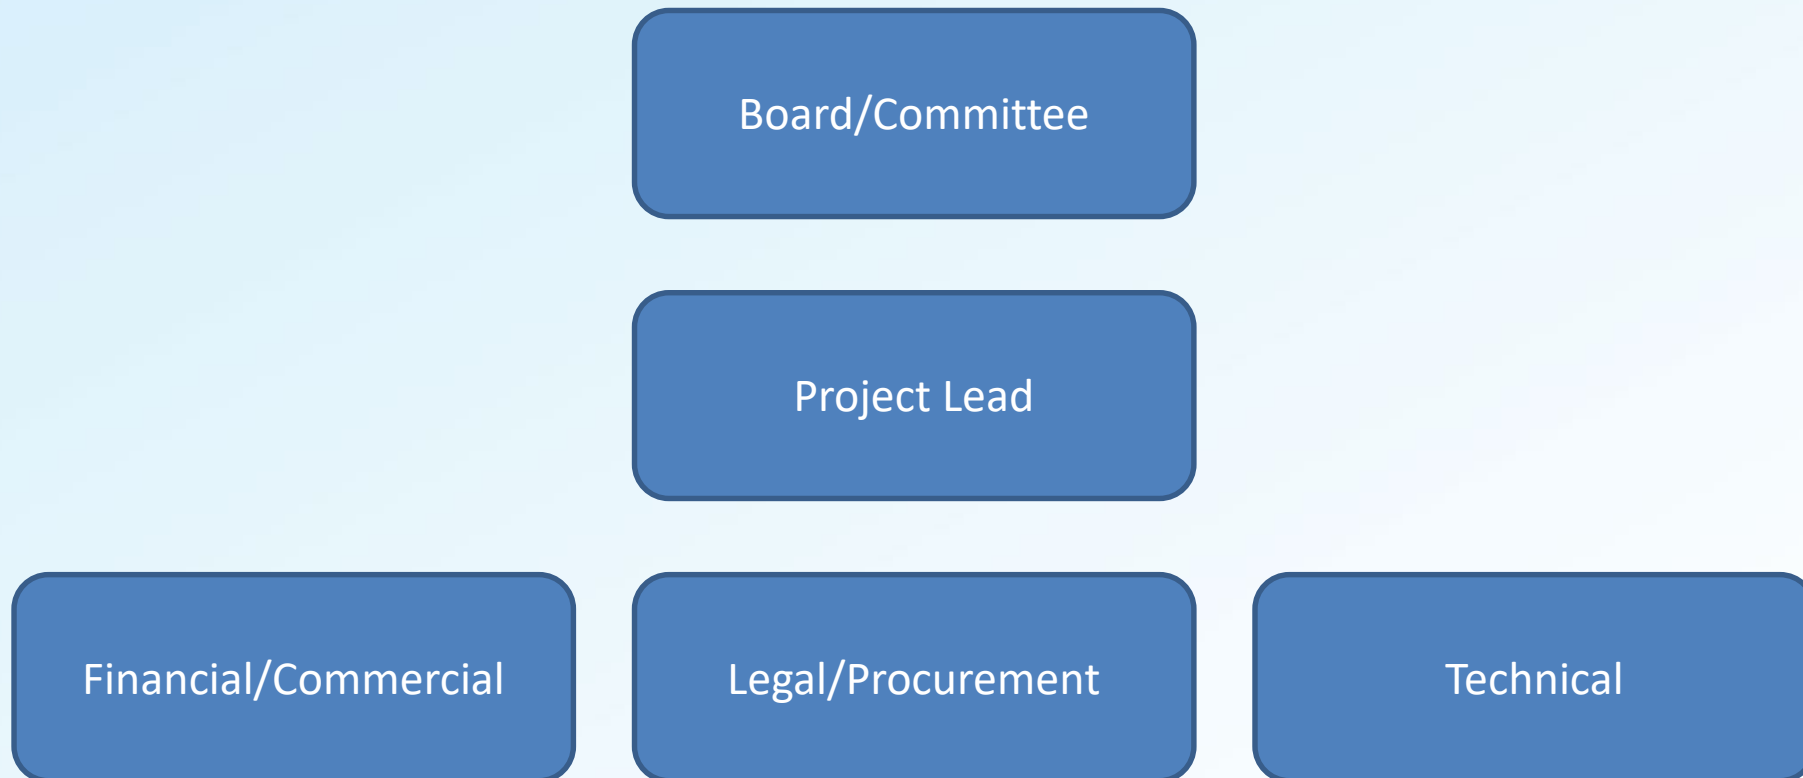 Board/Committee
Project Lead
Financial/Commercial
Legal/Procurement
Technical